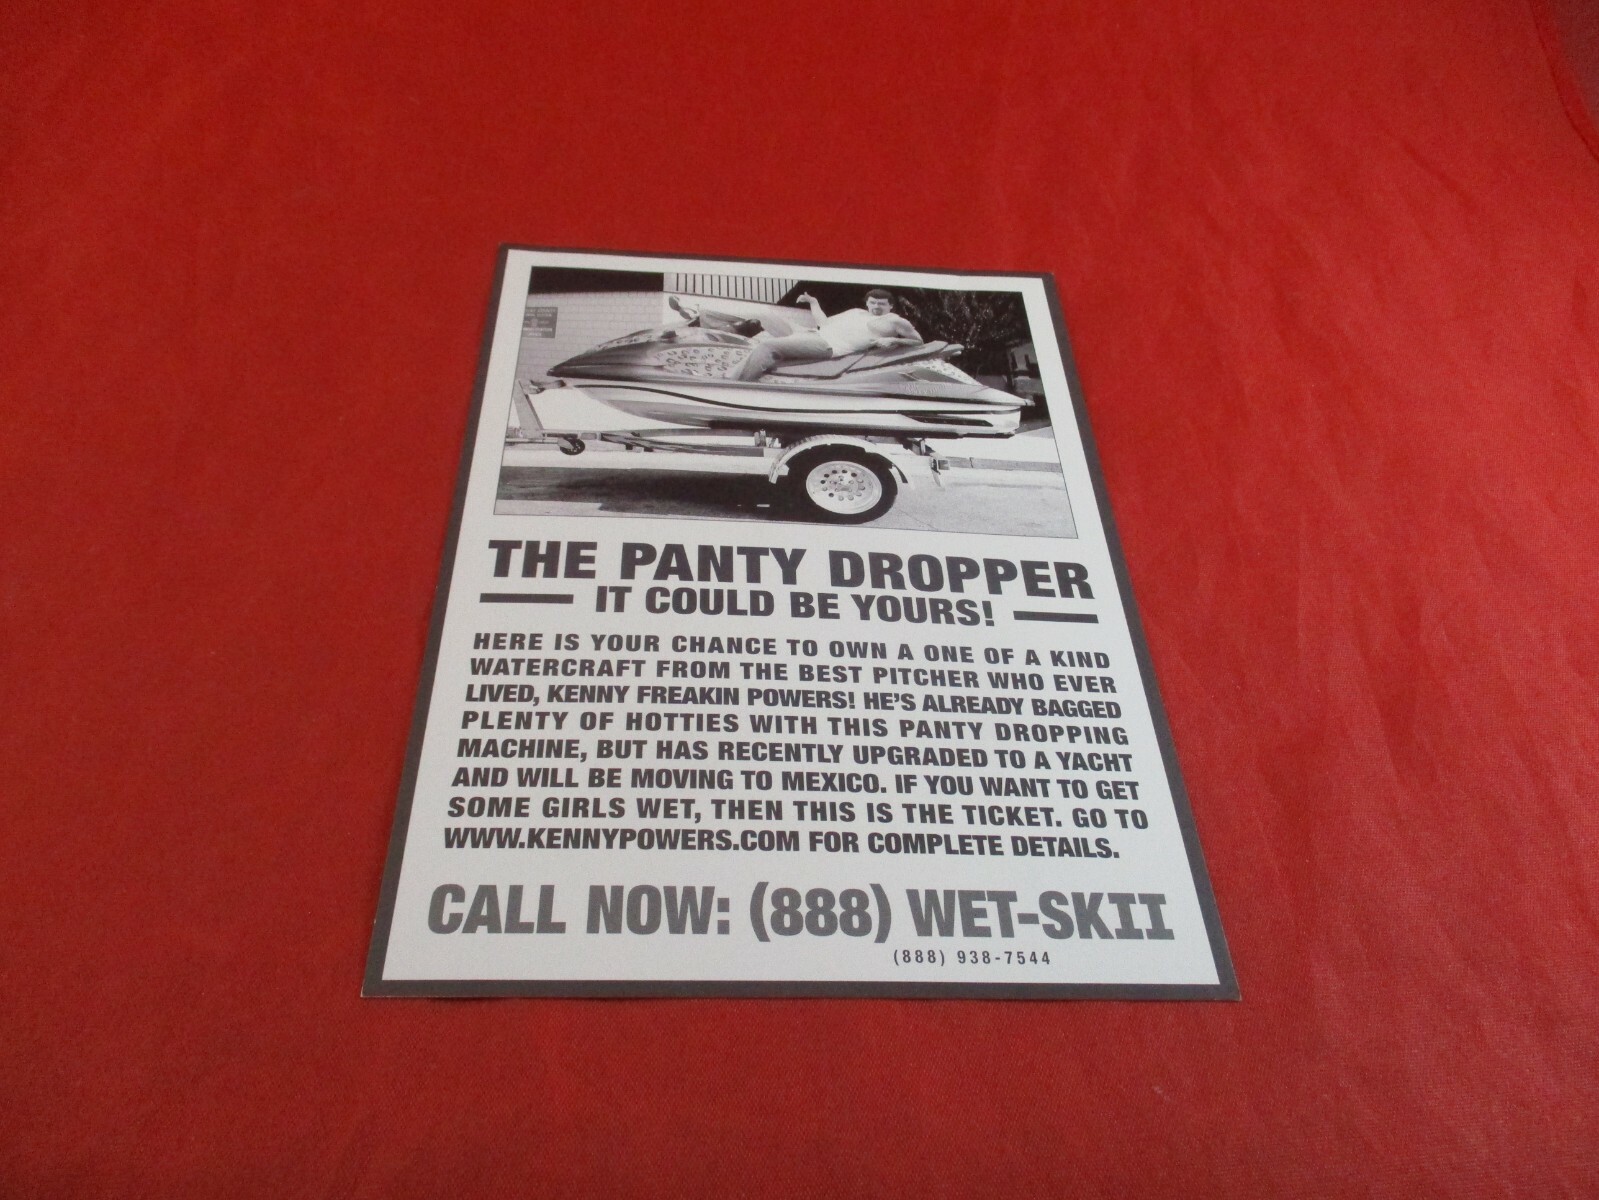 THE PANTY DROPPER
IT COULD BE YOURS!
HERE IS YOUR CHANCE TO OWN A ONE OF A KIND
WATERCRAFT FROM THE BEST PITCHER WHO EVER
LIVED, KENNY FREAKIN POWERS! HE'S ALREADY BAGGED
PLENTY OF HOTTIES WITH THIS PANTY DROPPING
MACHINE, BUT HAS RECENTLY UPGRADED TO A YACHT
AND WILL BE MOVING TO MEXICO. IF YOU WANT TO GET
SOME GIRLS WET, THEN THIS IS THE TICKET. GO TO
WWW.KENNYPOWERS.COM FOR COMPLETE DETAILS.
CALL NOW: (888) WET-SKII
(888) 938-7544